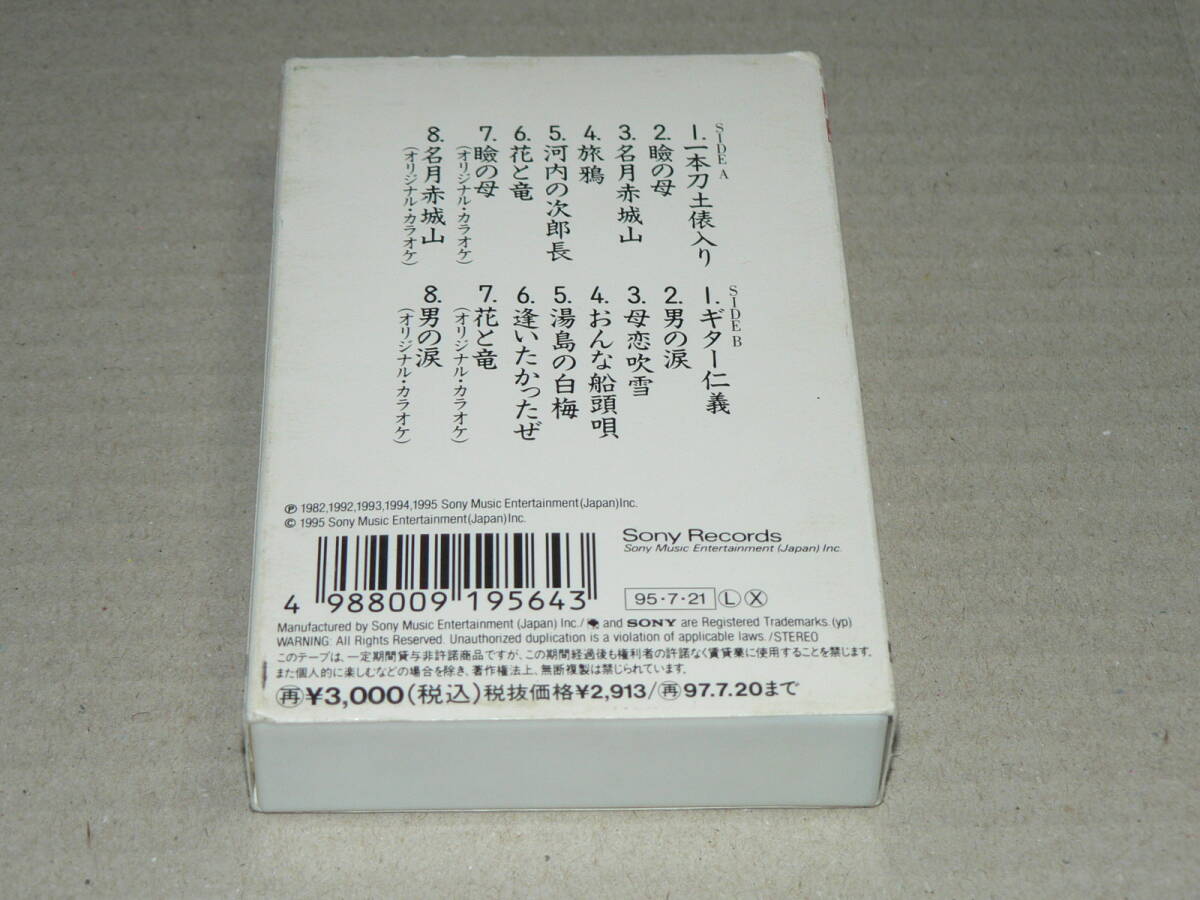 SIDE A
1.一本刀土俵入り
2.瞼の母
3.名月赤城山
4.旅鴉
5.河内の次郎長
6.花と竜
7.瞼の母
(オリジナル・カラオケ)
8.名月赤城山
(オリジナル・カラオケ)
SIDE B
1.ギター仁義
2.男の涙
3.母恋吹雪
4.おんな船頭唄
5.湯島の白梅
6.逢いたかったぜ
7.花と竜
(オリジナル・カラオケ)
8.男の涙
(オリジナル・カラオケ)
Ⓟ 1982,1992,1993,1994,1995 Sony Music Entertainment(Japan)Inc.
© 1995 Sony Music Entertainment(Japan)Inc.
Sony Records
Sony Music Entertainment (Japan) Inc.
4 988009 195643
95・7・21 Ⓛ Ⓧ
Manufactured by Sony Music Entertainment (Japan) Inc./ and SONY are Registered Trademarks.(yp)
WARNING: All Rights Reserved. Unauthorized duplication is a violation of applicable laws./STEREO
このテープは、一定期間貸与非許諾商品ですが、この期間経過後も権利者の許諾なく賃貸業に使用することを禁じます。
また個人的に楽しむなどの場合を除き、著作権法上、無断複製は禁じられています。
再¥3,000(税込)税抜価格¥2,913/再97.7.20まで